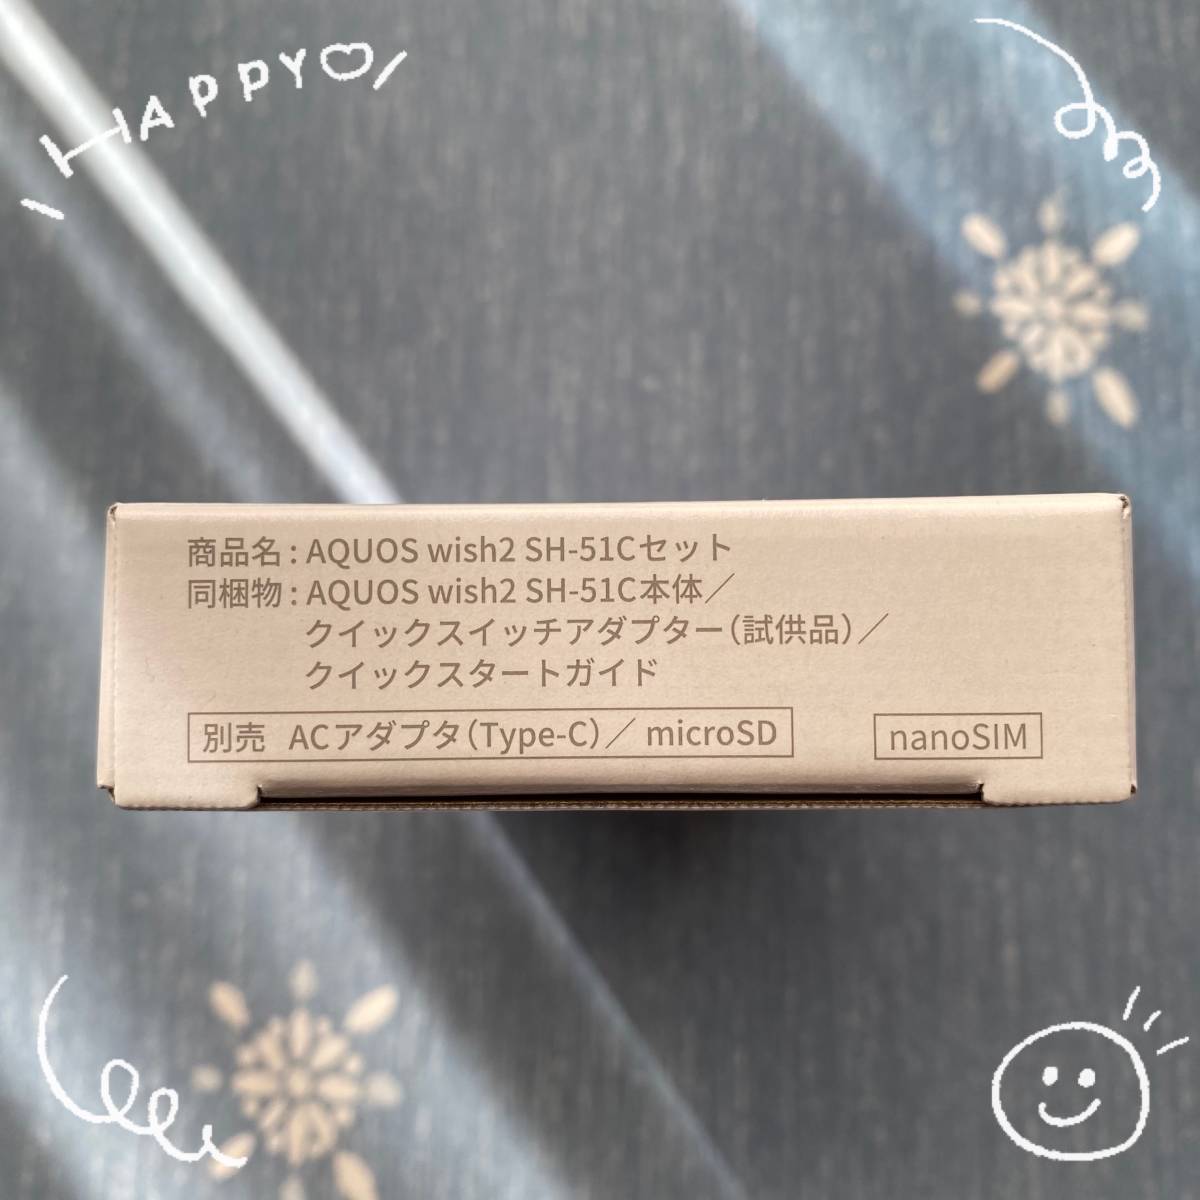 HAPPY
商品名：AQUOS wish2 SH-51Cセット
同梱物：AQUOS wish2 SH-51C本体／
クイックスイッチアダプター（試供品）／
クイックスタートガイド
別売 ACアダプタ（Type-C）／ microSD
nanoSIM